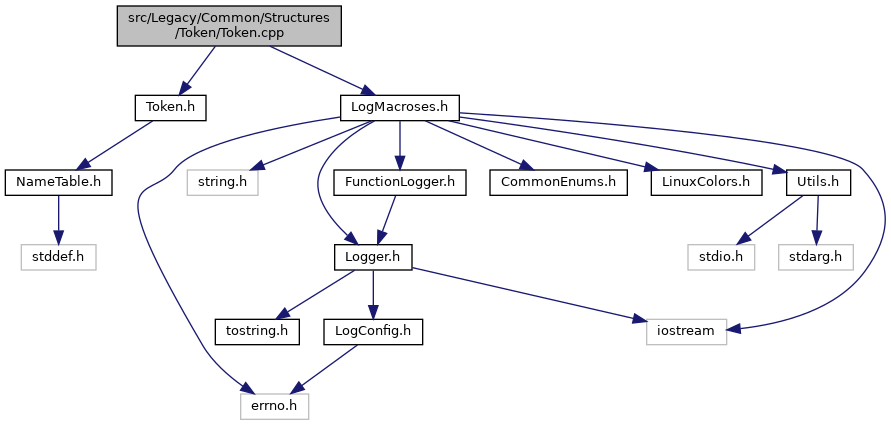 src/Legacy/Common/Structures
/Token/Token.cpp
Token.h
LogMacroses.h
NameTable.h
string.h
FunctionLogger.h
CommonEnums.h
LinuxColors.h
Utils.h
stddef.h
Logger.h
stdio.h
stdarg.h
tostring.h
LogConfig.h
iostream
errno.h